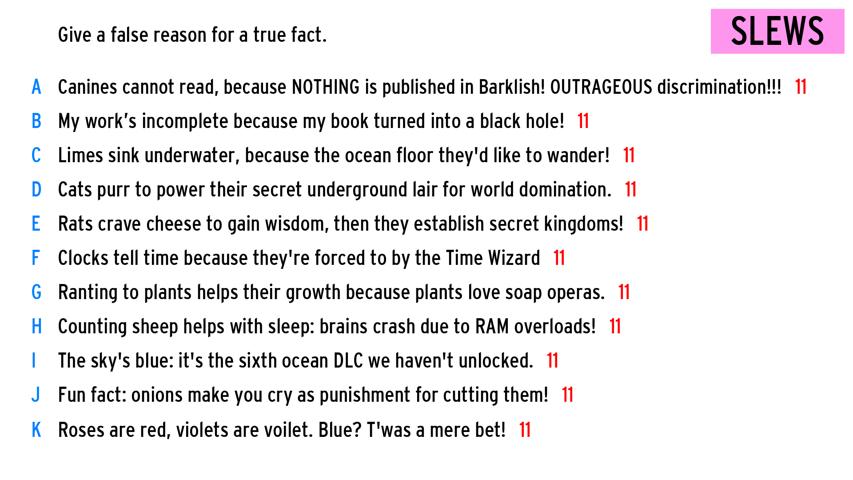 SLEWS
Give a false reason for a true fact.
A Canines cannot read, because NOTHING is published in Barklish! OUTRAGEOUS discrimination!!! 11
B My work's incomplete because my book turned into a black hole! 11
C Limes sink underwater, because the ocean floor they'd like to wander! 11
D Cats purr to power their secret underground lair for world domination. 11
E Rats crave cheese to gain wisdom, then they establish secret kingdoms! 11
F Clocks tell time because they're forced to by the Time Wizard 11
G Ranting to plants helps their growth because plants love soap operas. 11
H Counting sheep helps with sleep: brains crash due to RAM overloads! 11
I The sky's blue: it's the sixth ocean DLC we haven't unlocked. 11
J Fun fact: onions make you cry as punishment for cutting them! 11
K Roses are red, violets are voilet. Blue? T'was a mere bet! 11